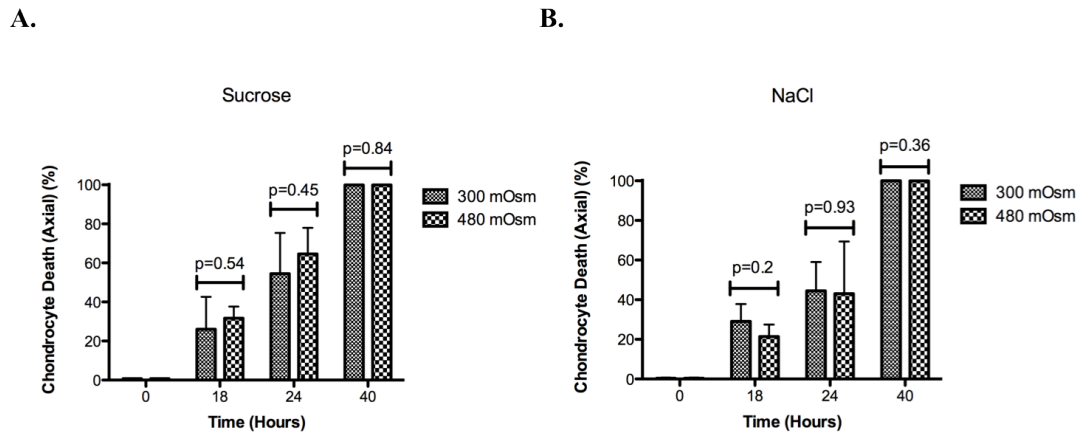 A.
B.
Sucrose
Chondrocyte Death (Axial) (%)
100
80
60
40
20
0
p=0.54
p=0.45
p=0.84
0
18
24
40
Time (Hours)
300 mOsm
480 mOsm
NaCl
Chondrocyte Death (Axial) (%)
100
80
60
40
20
0
p=0.2
p=0.93
p=0.36
0
18
24
40
Time (Hours)
300 mOsm
480 mOsm